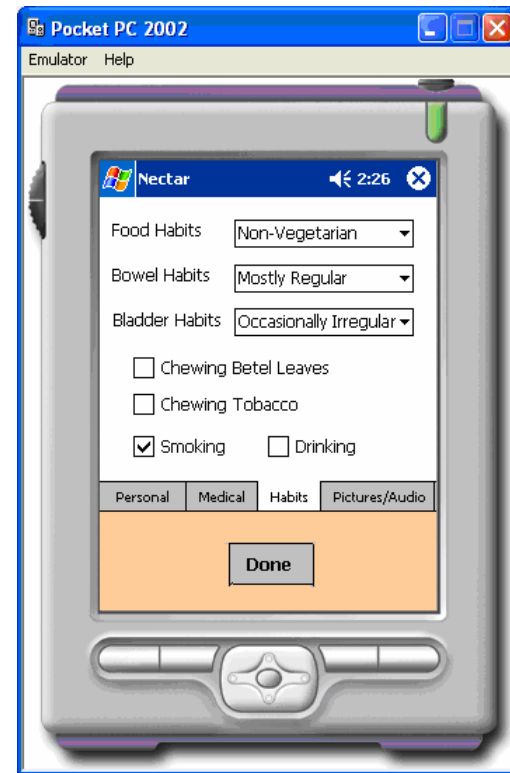 Pocket PC 2002
Emulator Help
Nectar 2:26
Food Habits Non-Vegetarian
Bowel Habits Mostly Regular
Bladder Habits Occasionally Irregular
Chewing Betel Leaves
Chewing Tobacco
Smoking Drinking
Personal Medical Habits Pictures/Audio
Done